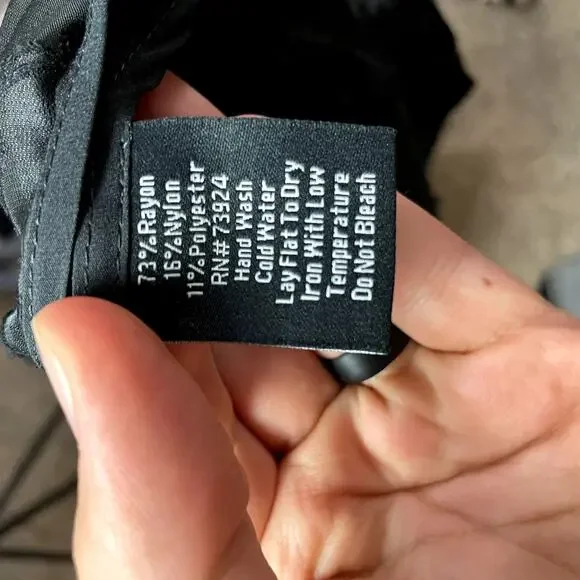 73%Rayon
16%Nylon
11%Polyester
RN# 73924
Hand Wash
Cold Water
Lay Flat To Dry
Iron With Low
Temperature
Do Not Bleach